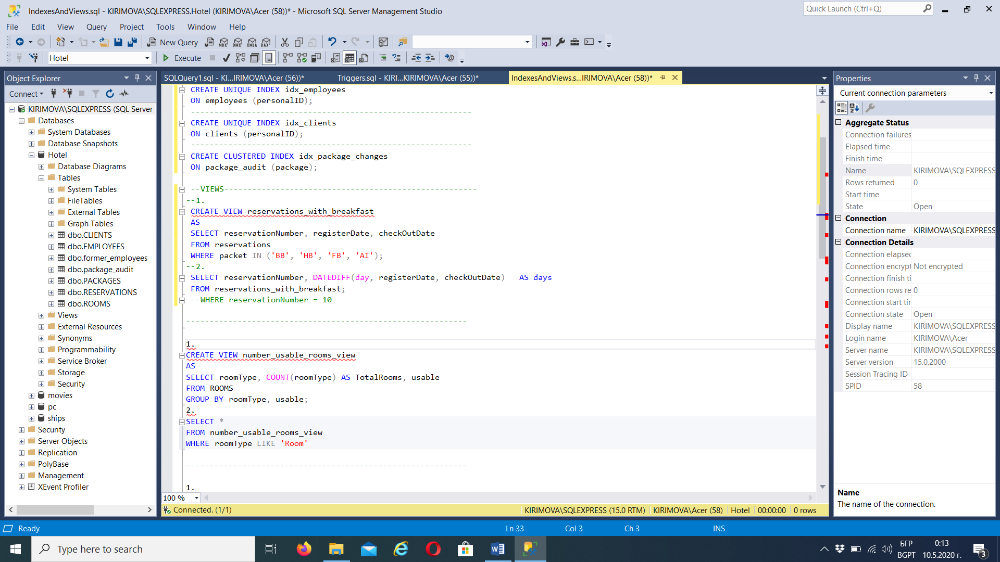 IndexesAndViews.sql - KIRIMOVA\SQLEXPRESS.Hotel (KIRIMOVA\Acer (58))* - Microsoft SQL Server Management Studio
Quick Launch (Ctrl+Q)
File Edit View Query Project Tools Window Help
New Query
MDX DMX XMLA DAX
Hotel
Execute
Object Explorer
Connect
KIRIMOVA\SQLEXPRESS (SQL Server
Databases
System Databases
Database Snapshots
Hotel
Database Diagrams
Tables
System Tables
FileTables
External Tables
Graph Tables
dbo.CLIENTS
dbo.EMPLOYEES
dbo.former_employees
dbo.package_audit
dbo.PACKAGES
dbo.RESERVATIONS
dbo.ROOMS
Views
External Resources
Synonyms
Programmability
Service Broker
Storage
Security
movies
pc
ships
Security
Server Objects
Replication
PolyBase
Management
XEvent Profiler
SQLQuery1.sql - KI...IRIMOVA\Acer (56))*
Triggers.sql - KIRI...KIRIMOVA\Acer (55))*
IndexesAndViews.s...IRIMOVA\Acer (58))*
CREATE UNIQUE INDEX idx_employees
ON employees (personalID);
------------------------------------------------------------
CREATE UNIQUE INDEX idx_clients
ON clients (personalID);
------------------------------------------------------------
CREATE CLUSTERED INDEX idx_package_changes
ON package_audit (package);
--VIEWS------------------------------------------------------
--1.
CREATE VIEW reservations_with_breakfast
AS
SELECT reservationNumber, registerDate, checkOutDate
FROM reservations
WHERE packet IN ('BB', 'HB', 'FB', 'AI');
--2.
SELECT reservationNumber, DATEDIFF(day, registerDate, checkOutDate) AS days
FROM reservations_with_breakfast;
--WHERE reservationNumber = 10
------------------------------------------------------------
1.
CREATE VIEW number_usable_rooms_view
AS
SELECT roomType, COUNT(roomType) AS TotalRooms, usable
FROM ROOMS
GROUP BY roomType, usable;
2.
SELECT *
FROM number_usable_rooms_view
WHERE roomType LIKE 'Room'
------------------------------------------------------------
1.
100 %
Connected. (1/1)
KIRIMOVA\SQLEXPRESS (15.0 RTM)
KIRIMOVA\Acer (58)
Hotel
00:00:00
0 rows
Properties
Current connection parameters
Aggregate Status
Connection failures
Elapsed time
Finish time
Name KIRIMOVA\SQLEXPRESS
Rows returned 0
Start time
State Open
Connection
Connection name KIRIMOVA\SQLEXPRESS
Connection Details
Connection elapsed
Connection encrypt Not encrypted
Connection finish ti
Connection rows re 0
Connection start tir
Connection state Open
Display name KIRIMOVA\SQLEXPRESS
Login name KIRIMOVA\Acer
Server name KIRIMOVA\SQLEXPRESS
Server version 15.0.2000
Session Tracing ID
SPID 58
Name
The name of the connection.
Ready
Ln 33
Col 3
Ch 3
INS
Type here to search
БГР
BGPT
0:13
10.5.2020 г.
3